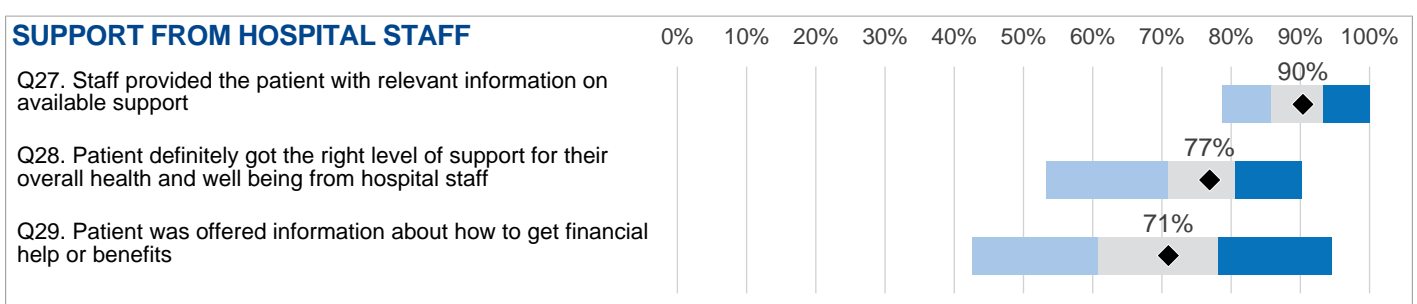 SUPPORT FROM HOSPITAL STAFF
0% 10% 20% 30% 40% 50% 60% 70% 80% 90% 100%
Q27. Staff provided the patient with relevant information on
available support
90%
Q28. Patient definitely got the right level of support for their
overall health and well being from hospital staff
77%
Q29. Patient was offered information about how to get financial
help or benefits
71%